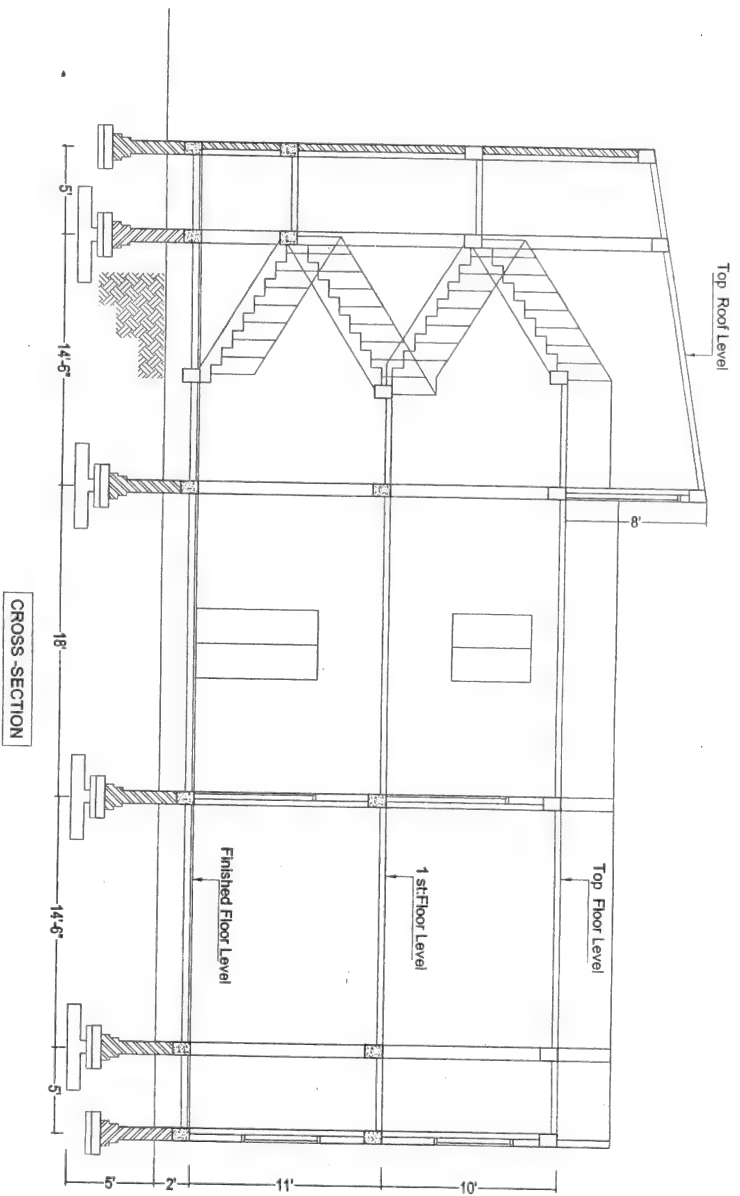 Top Roof Level
8'
Top Floor Level
10'
1 st:Floor Level
11'
Finished Floor Level
2'
5'
5'
14'-6"
18'
14'-6"
5'
CROSS -SECTION